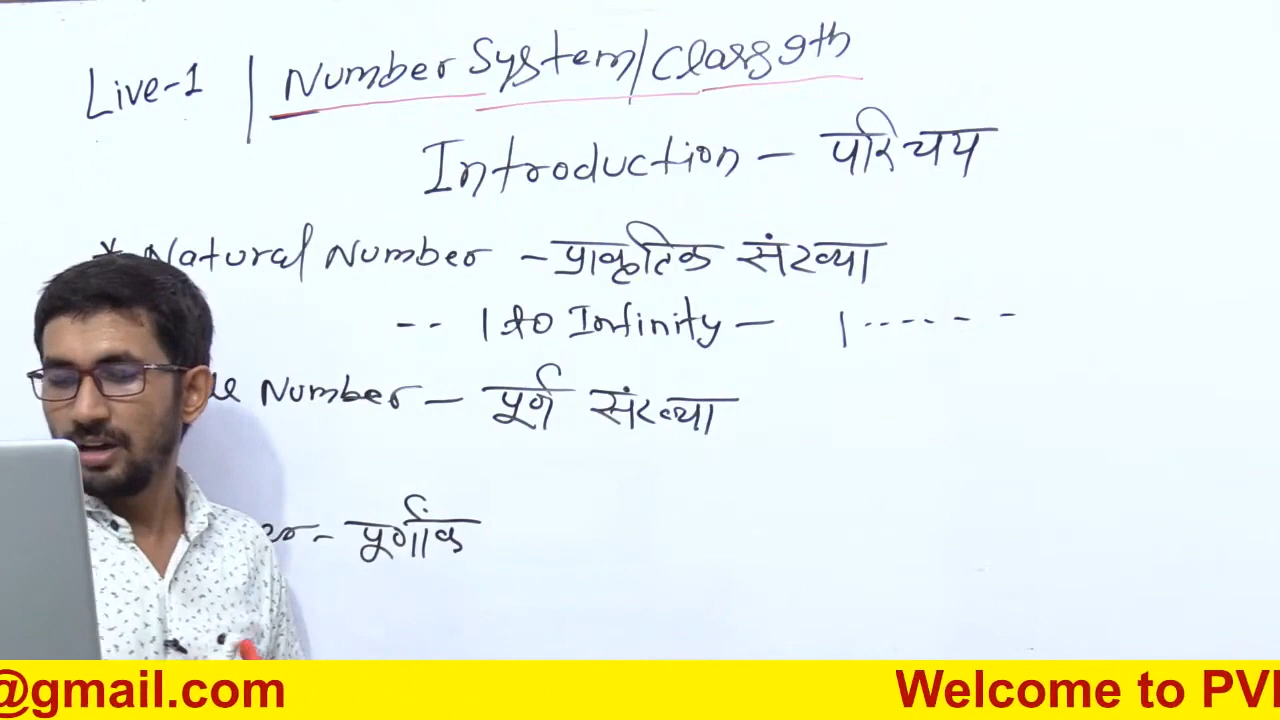 Live-1 | Number System/Class 9th
Introduction – परिचय
* Natural Number – प्राकृतिक संख्या
-- 1 to Infinity – 1 ------
Number – पूर्ण संख्या
– पूर्णांक
@gmail.com
Welcome to